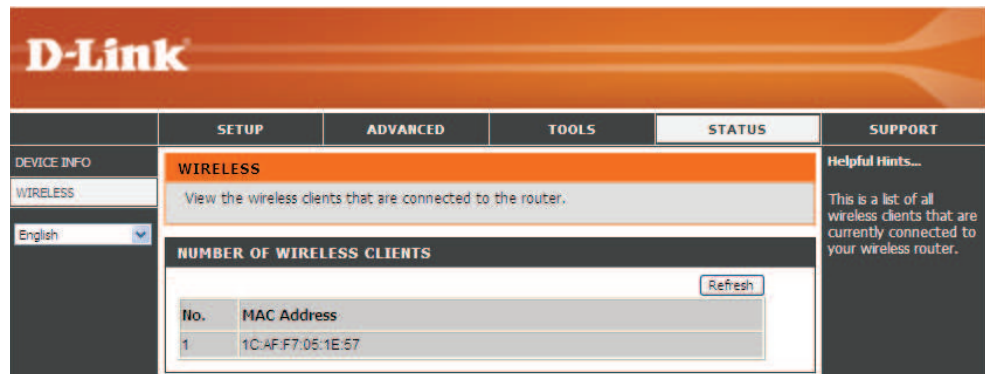 D-Link
SETUP
ADVANCED
TOOLS
STATUS
SUPPORT
DEVICE INFO
WIRELESS
English
WIRELESS
View the wireless clients that are connected to the router.
NUMBER OF WIRELESS CLIENTS
Refresh
No. MAC Address
1 1C:AF:F7:05:1E:57
Helpful Hints...
This is a list of all
wireless clients that are
currently connected to
your wireless router.